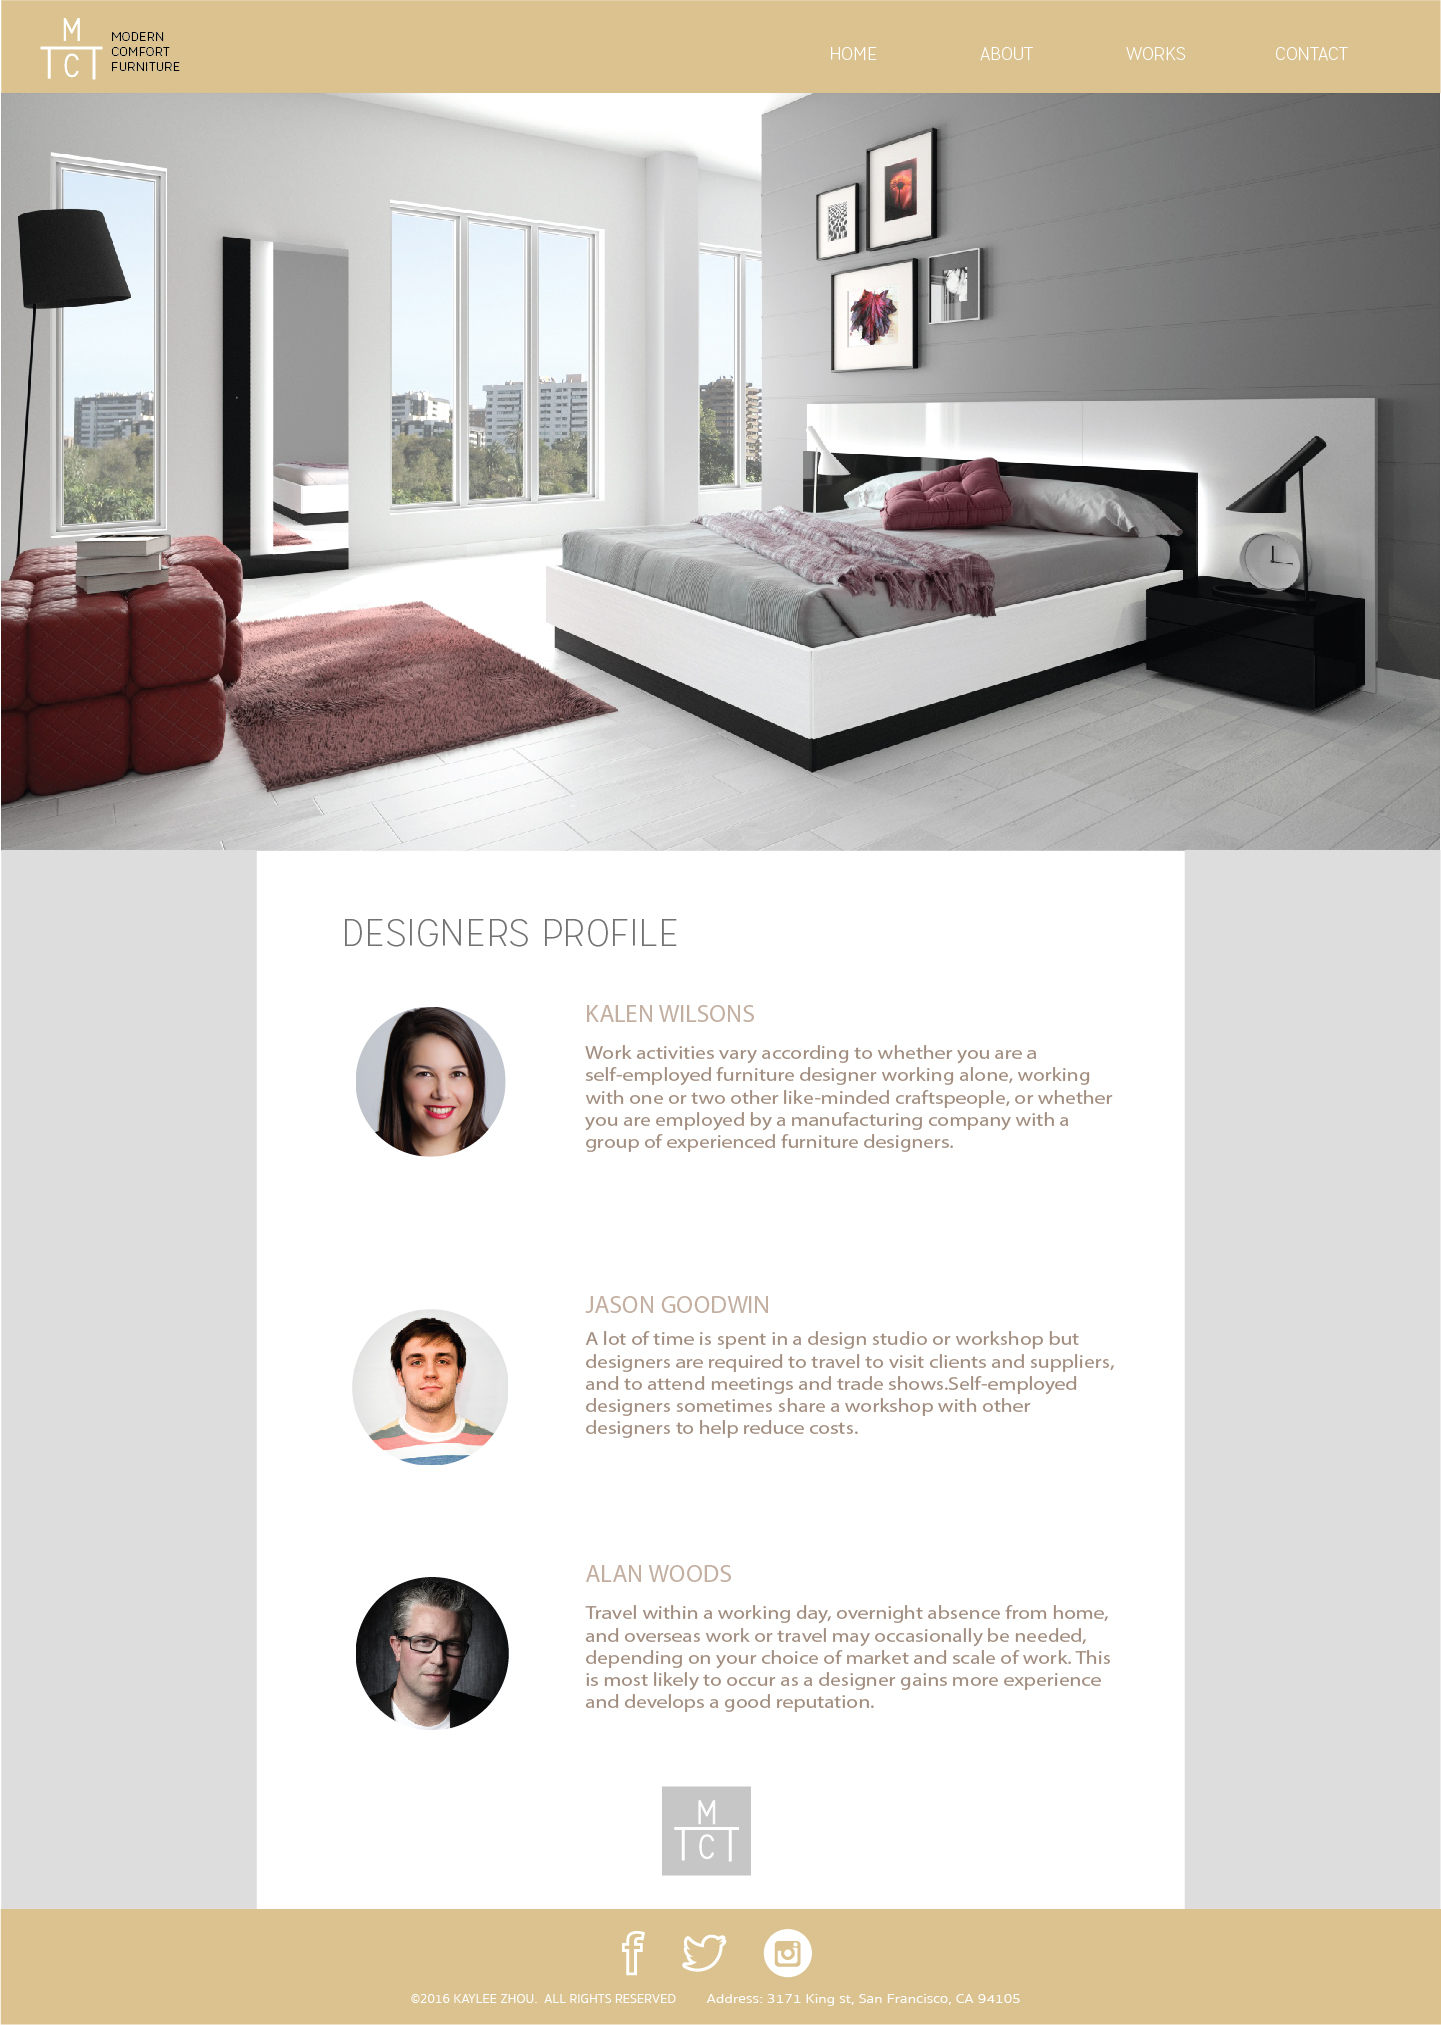 M
TCT
MODERN
COMFORT
FURNITURE
HOME ABOUT WORKS CONTACT
DESIGNERS PROFILE
KALEN WILSONS
Work activities vary according to whether you are a
self-employed furniture designer working alone, working
with one or two other like-minded craftspeople, or whether
you are employed by a manufacturing company with a
group of experienced furniture designers.
JASON GOODWIN
A lot of time is spent in a design studio or workshop but
designers are required to travel to visit clients and suppliers,
and to attend meetings and trade shows.Self-employed
designers sometimes share a workshop with other
designers to help reduce costs.
ALAN WOODS
Travel within a working day, overnight absence from home,
and overseas work or travel may occasionally be needed,
depending on your choice of market and scale of work. This
is most likely to occur as a designer gains more experience
and develops a good reputation.
M
TCT
©2016 KAYLEE ZHOU. ALL RIGHTS RESERVED Address: 3171 King st, San Francisco, CA 94105